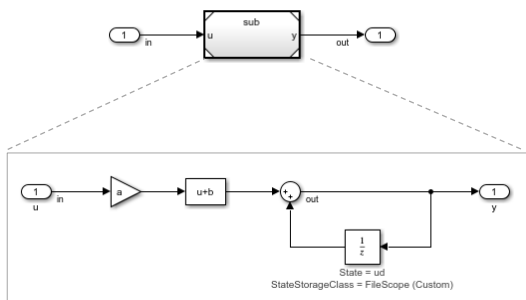 sub
1
in
u
y
out
1
1
u
in
a
u+b
+
+
out
1
y
1
z
State = ud
StateStorageClass = FileScope (Custom)